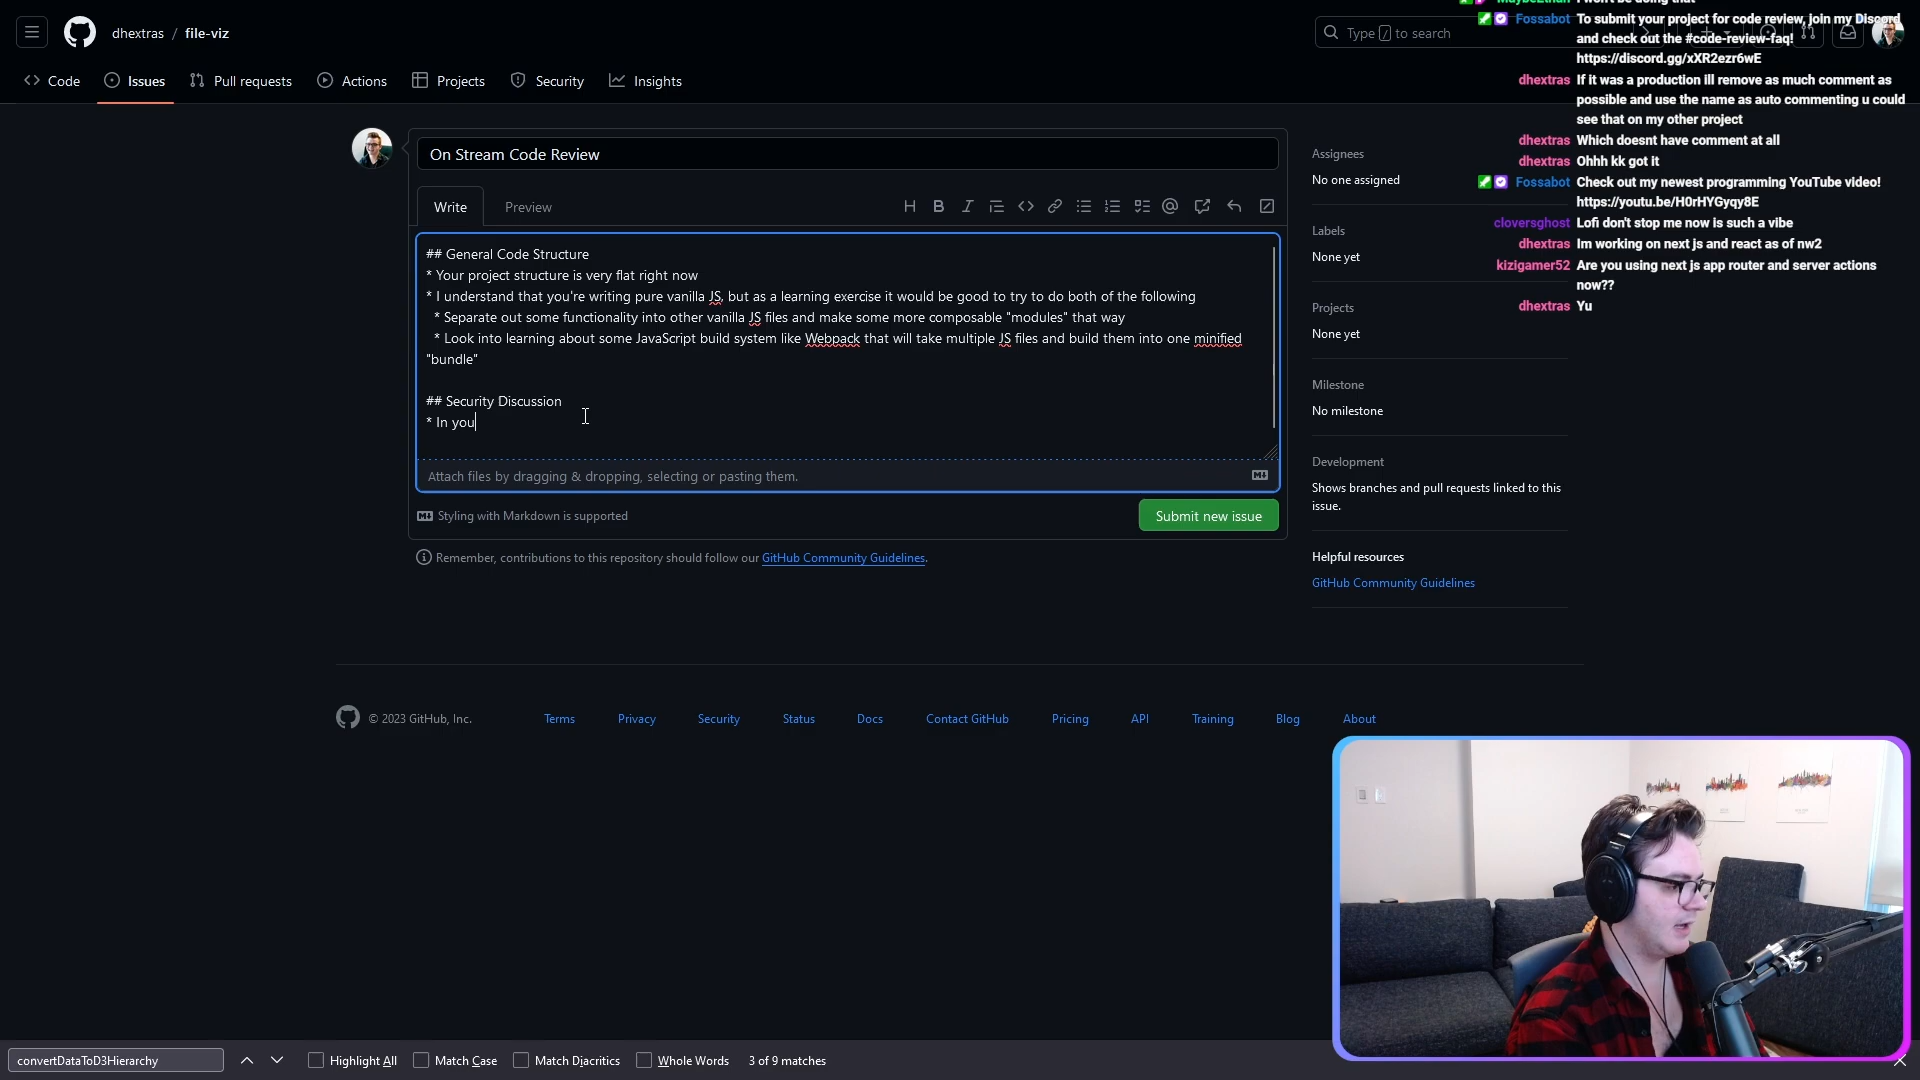 dhextras / file-viz
Type / to search
Code
Issues
Pull requests
Actions
Projects
Security
Insights
On Stream Code Review
Write
Preview
## General Code Structure
* Your project structure is very flat right now
* I understand that you're writing pure vanilla JS, but as a learning exercise it would be good to try to do both of the following
* Separate out some functionality into other vanilla JS files and make some more composable "modules" that way
* Look into learning about some JavaScript build system like Webpack that will take multiple JS files and build them into one minified
"bundle"
## Security Discussion
* In you
Attach files by dragging & dropping, selecting or pasting them.
Styling with Markdown is supported
Submit new issue
Remember, contributions to this repository should follow our GitHub Community Guidelines.
Assignees
No one assigned
Labels
None yet
Projects
None yet
Milestone
No milestone
Development
Shows branches and pull requests linked to this
issue.
Helpful resources
GitHub Community Guidelines
Fossabot To submit your project for code review, join my Discord
and check out the #code-review-faq!
https://discord.gg/xXR2ezr6wE
dhextras If it was a production ill remove as much comment as
possible and use the name as auto commenting u could
see that on my other project
dhextras Which doesnt have comment at all
dhextras Ohhh kk got it
Fossabot Check out my newest programming YouTube video!
https://youtu.be/H0rHYGyqy8E
cloversghost Lofi don't stop me now is such a vibe
dhextras Im working on next js and react as of nw2
kizigamer52 Are you using next js app router and server actions
now??
dhextras Yu
© 2023 GitHub, Inc.
Terms
Privacy
Security
Status
Docs
Contact GitHub
Pricing
API
Training
Blog
About
convertDataToD3Hierarchy
Highlight All
Match Case
Match Diacritics
Whole Words
3 of 9 matches